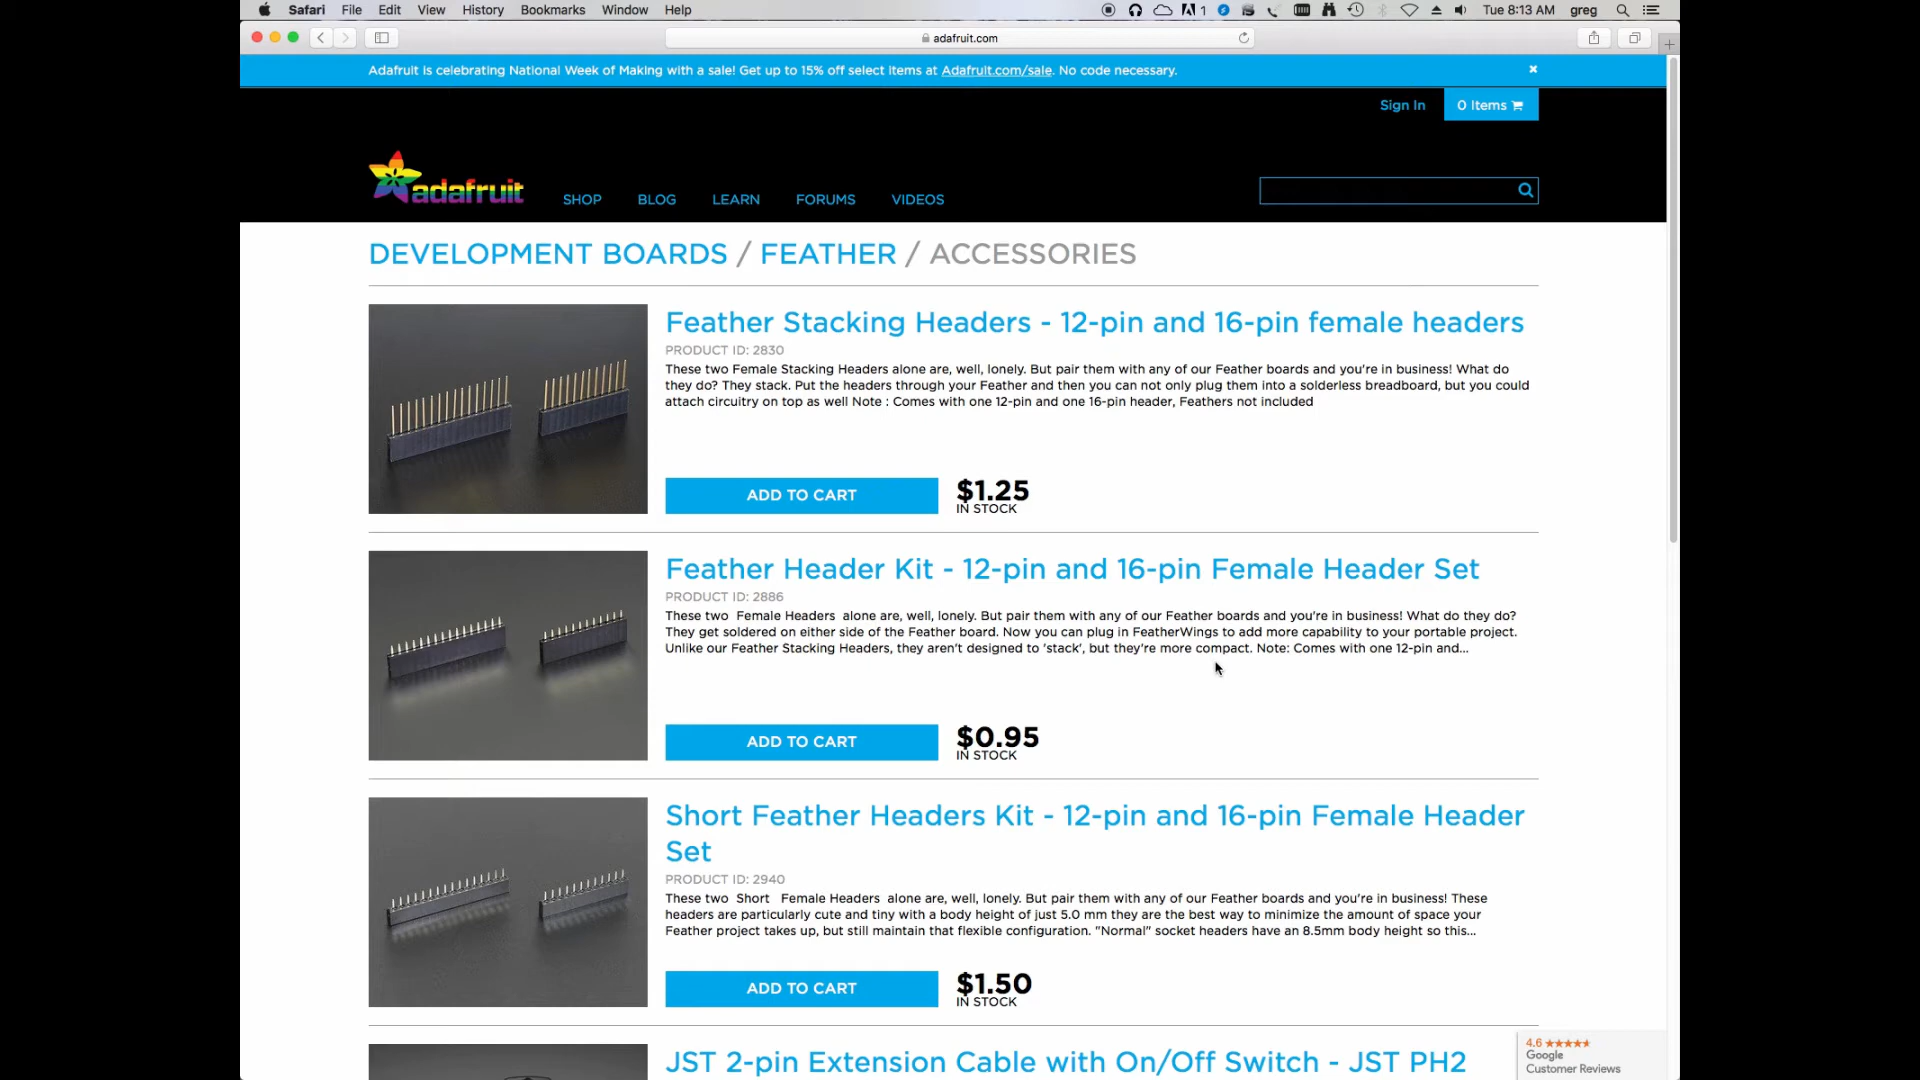 Safari File Edit View History Bookmarks Window Help 1 Tue 8:13 AM greg
adafruit.com
Adafruit is celebrating National Week of Making with a sale! Get up to 15% off select items at Adafruit.com/sale. No code necessary.
Sign In 0 Items
adafruit SHOP BLOG LEARN FORUMS VIDEOS
DEVELOPMENT BOARDS / FEATHER / ACCESSORIES
Feather Stacking Headers - 12-pin and 16-pin female headers
PRODUCT ID: 2830
These two Female Stacking Headers alone are, well, lonely. But pair them with any of our Feather boards and you're in business! What do
they do? They stack. Put the headers through your Feather and then you can not only plug them into a solderless breadboard, but you could
attach circuitry on top as well Note : Comes with one 12-pin and one 16-pin header, Feathers not included
ADD TO CART $1.25
IN STOCK
Feather Header Kit - 12-pin and 16-pin Female Header Set
PRODUCT ID: 2886
These two Female Headers alone are, well, lonely. But pair them with any of our Feather boards and you're in business! What do they do?
They get soldered on either side of the Feather board. Now you can plug in FeatherWings to add more capability to your portable project.
Unlike our Feather Stacking Headers, they aren't designed to 'stack', but they're more compact. Note: Comes with one 12-pin and...
ADD TO CART $0.95
IN STOCK
Short Feather Headers Kit - 12-pin and 16-pin Female Header
Set
PRODUCT ID: 2940
These two Short Female Headers alone are, well, lonely. But pair them with any of our Feather boards and you're in business! These
headers are particularly cute and tiny with a body height of just 5.0 mm they are the best way to minimize the amount of space your
Feather project takes up, but still maintain that flexible configuration. "Normal" socket headers have an 8.5mm body height so this...
ADD TO CART $1.50
IN STOCK
JST 2-pin Extension Cable with On/Off Switch - JST PH2
4.6
Google
Customer Reviews